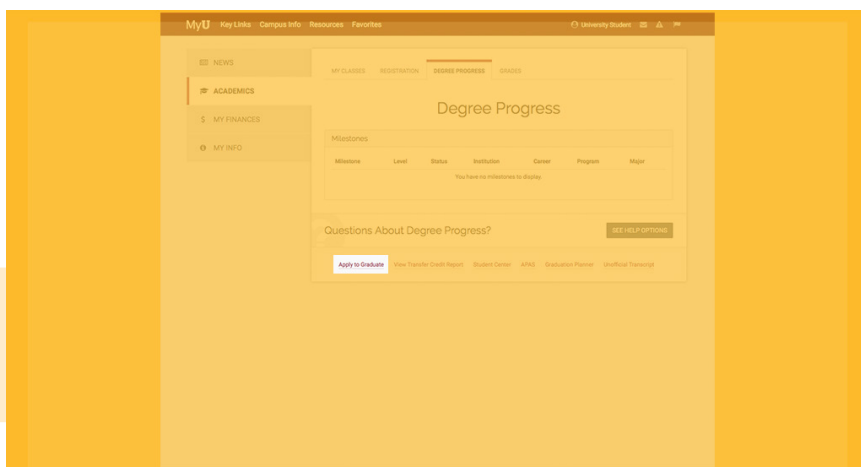 MyU Key Links Campus Info Resources Favorites University Student
NEWS
ACADEMICS
$ MY FINANCES
MY INFO
MY CLASSES REGISTRATION DEGREE PROGRESS GRADES
Degree Progress
Milestones
Milestone Level Status Institution Career Program Major
You have no milestones to display.
Questions About Degree Progress? SEE HELP OPTIONS
Apply to Graduate View Transfer Credit Report Student Center APAS Graduation Planner Unofficial Transcript